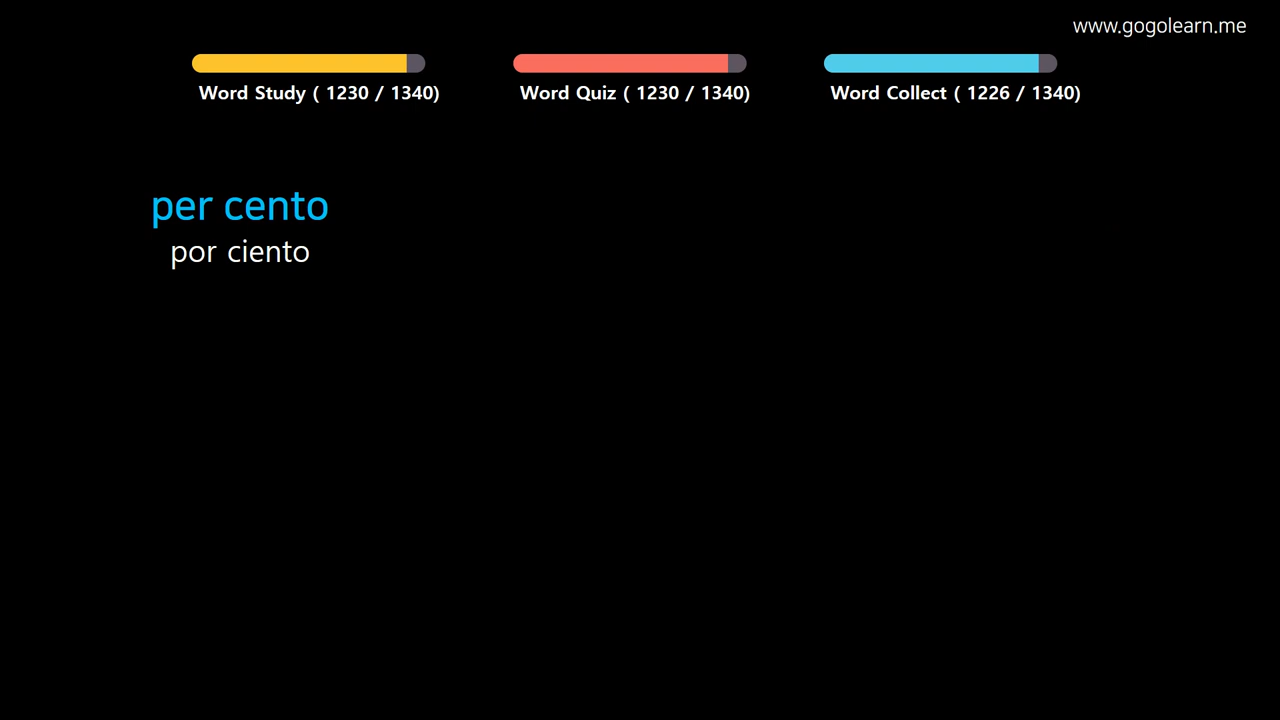 www.gogolearn.me
Word Study ( 1230 / 1340)
Word Quiz ( 1230 / 1340)
Word Collect ( 1226 / 1340)
per cento
por ciento